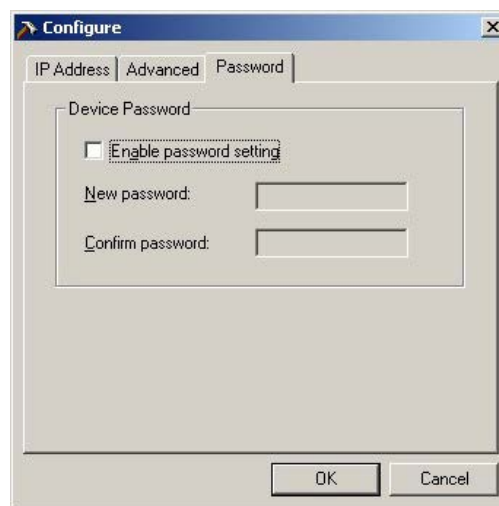 Configure
IP Address Advanced Password
Device Password
Enable password setting
New password:
Confirm password:
OK Cancel